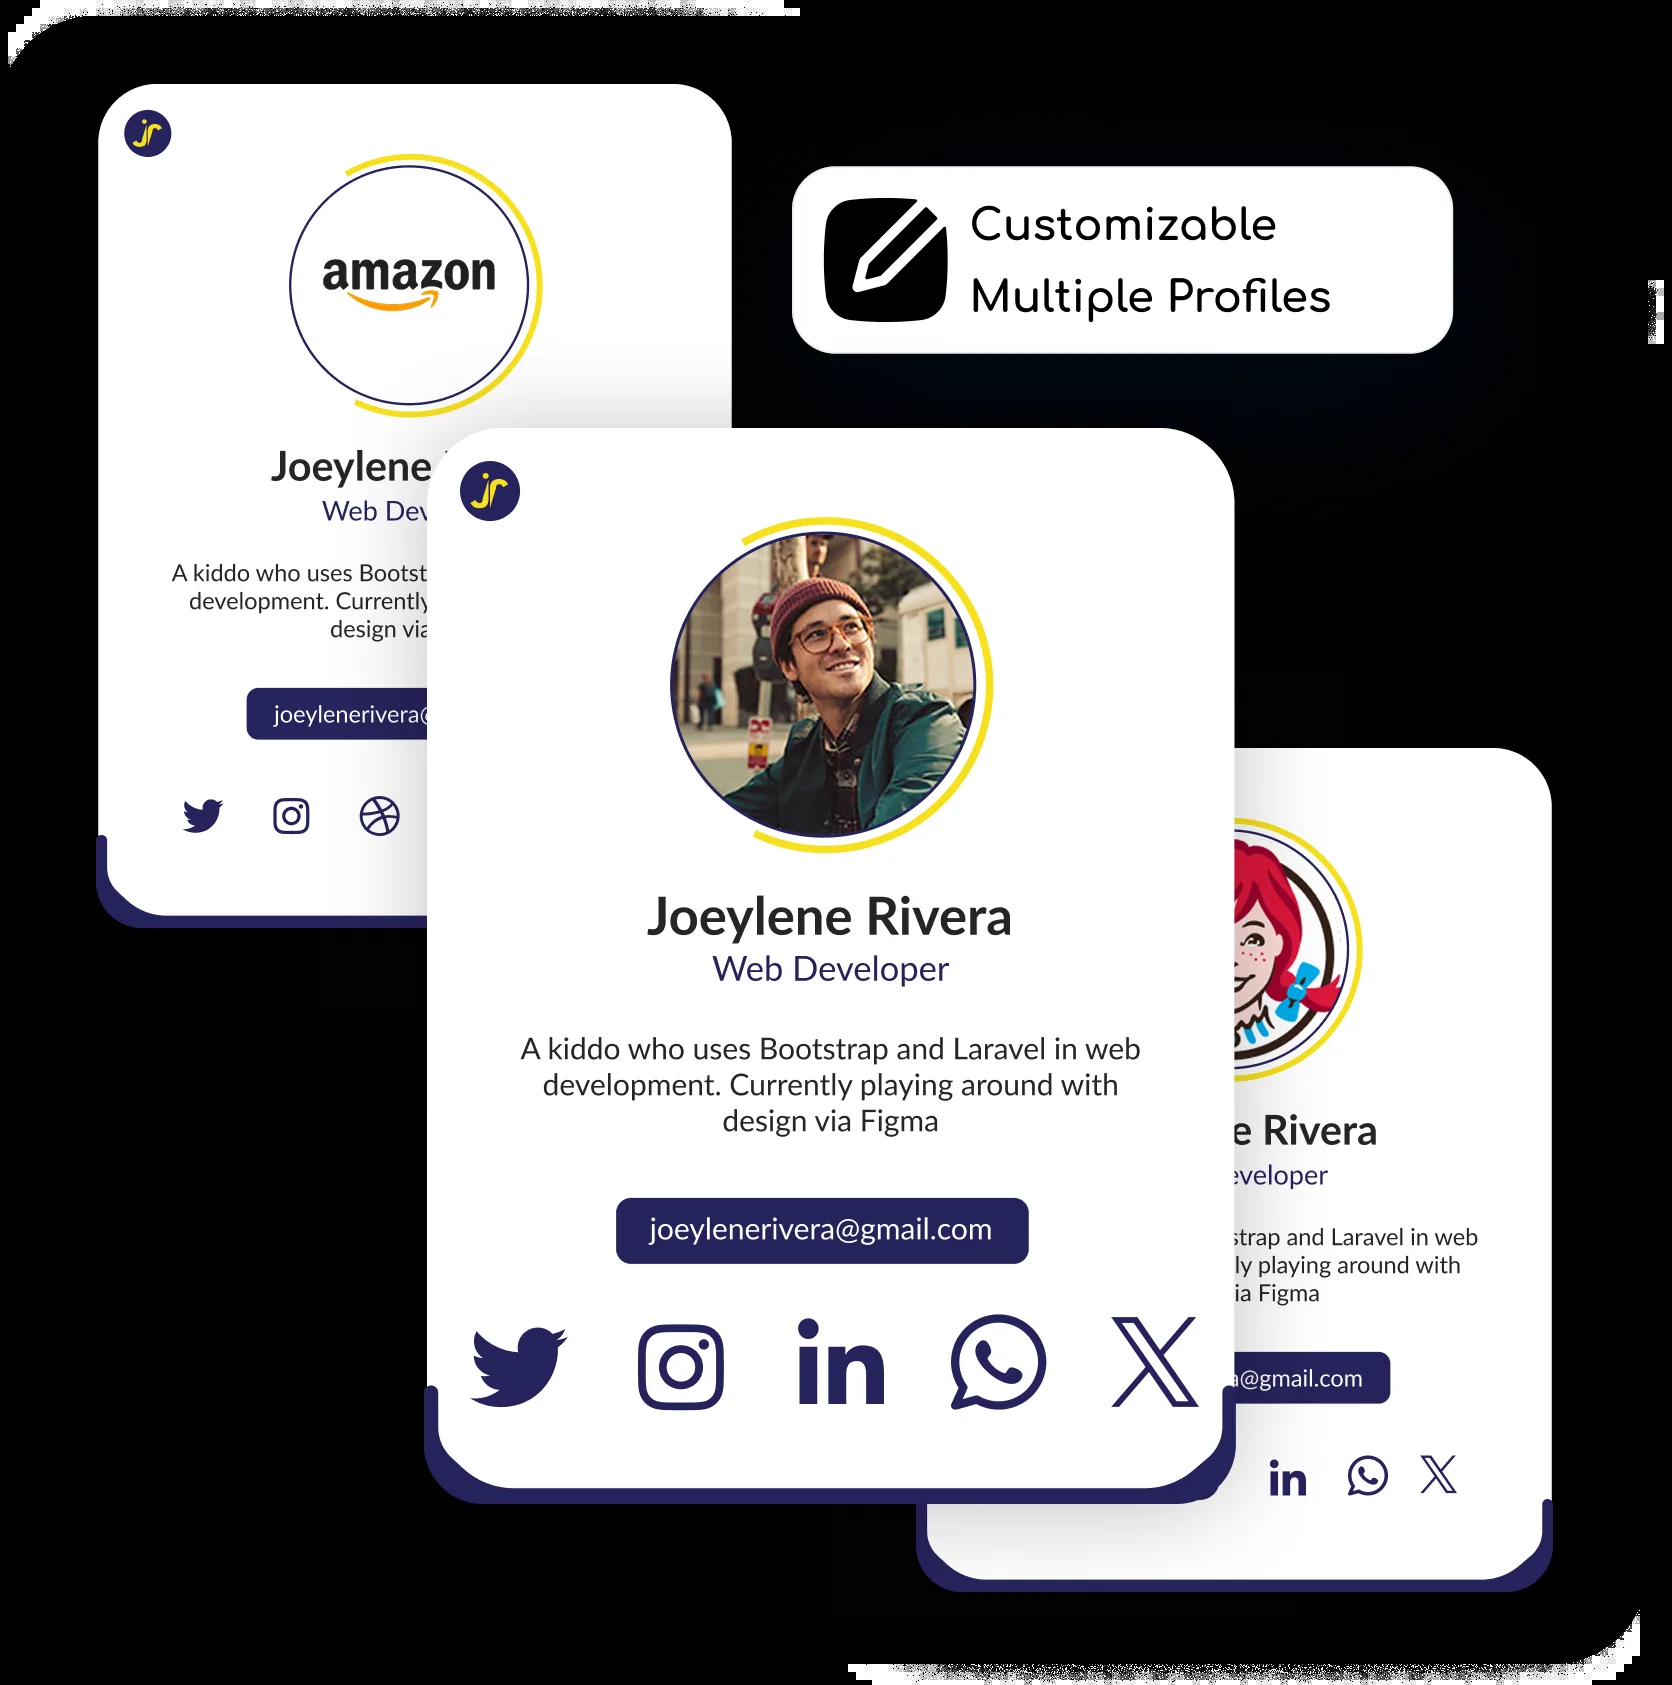 jr
amazon
Joeylene
Web Dev
A kiddo who uses Bootst
development. Currently
design via
joeylenerivera@
Customizable
Multiple Profiles
jr
Joeylene Rivera
Web Developer
A kiddo who uses Bootstrap and Laravel in web
development. Currently playing around with
design via Figma
joeylenerivera@gmail.com
in
e Rivera
eveloper
strap and Laravel in web
ly playing around with
ia Figma
a@gmail.com
in